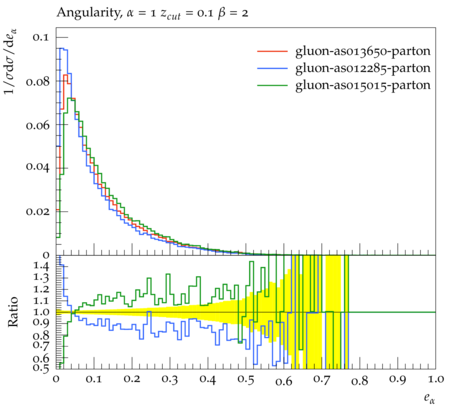 Angularity, α = 1 z_cut = 0.1 β = 2
1/σdσ/de_α
gluon-as013650-parton
gluon-as012285-parton
gluon-as015015-parton
0.1
0.08
0.06
0.04
0.02
0
Ratio
1.4
1.3
1.2
1.1
1.0
0.9
0.8
0.7
0.6
0.5
0 0.1 0.2 0.3 0.4 0.5 0.6 0.7 0.8 0.9 1.0
e_α